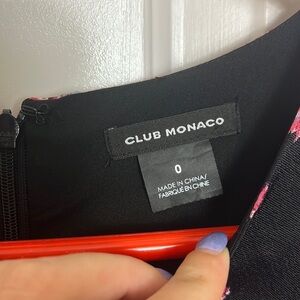 CLUB MONACO
0
MADE IN CHINA/
FABRIQUÉ EN CHINE